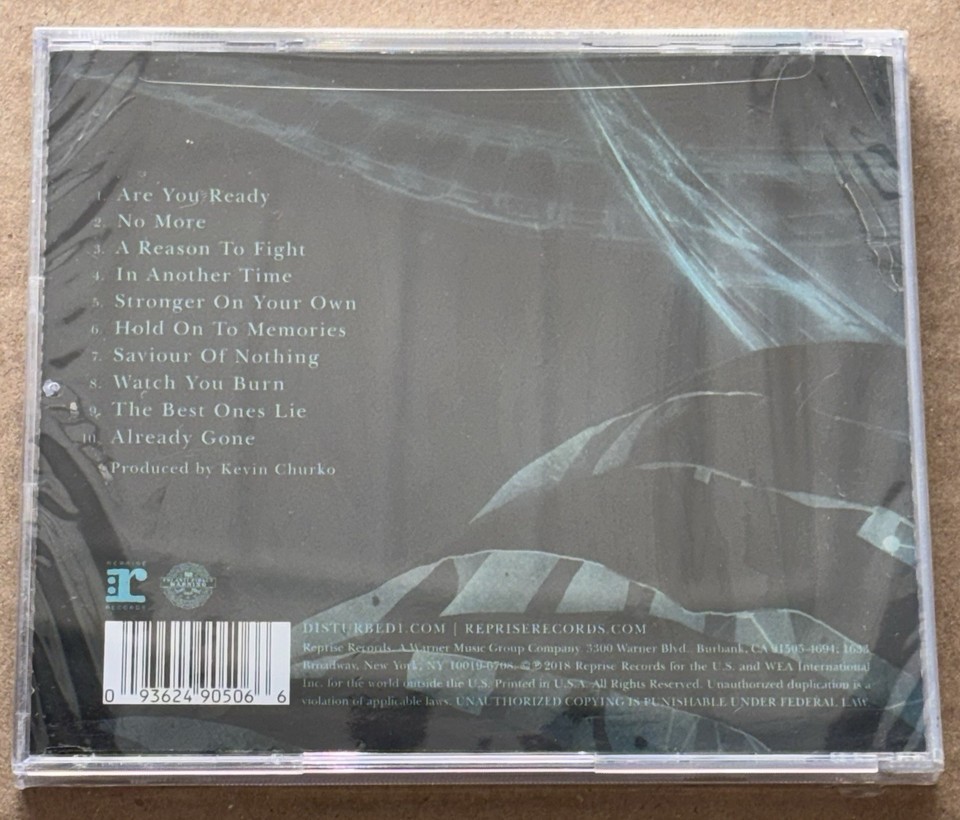 1. Are You Ready
2. No More
3. A Reason To Fight
4. In Another Time
5. Stronger On Your Own
6. Hold On To Memories
7. Saviour Of Nothing
8. Watch You Burn
9. The Best Ones Lie
10. Already Gone
Produced by Kevin Churko
REPRISE
r
RECORDS
DISTURBED1.COM | REPRISERECORDS.COM
Reprise Records, A Warner Music Group Company, 3300 Warner Blvd., Burbank, CA 91505-4694; 1633
Broadway, New York, NY 10019-6708. © ℗ 2018 Reprise Records for the U.S. and WEA International
Inc. for the world outside the U.S. Printed in U.S.A. All Rights Reserved. Unauthorized duplication is a
violation of applicable laws. UNAUTHORIZED COPYING IS PUNISHABLE UNDER FEDERAL LAW.
0 93624 90506 6